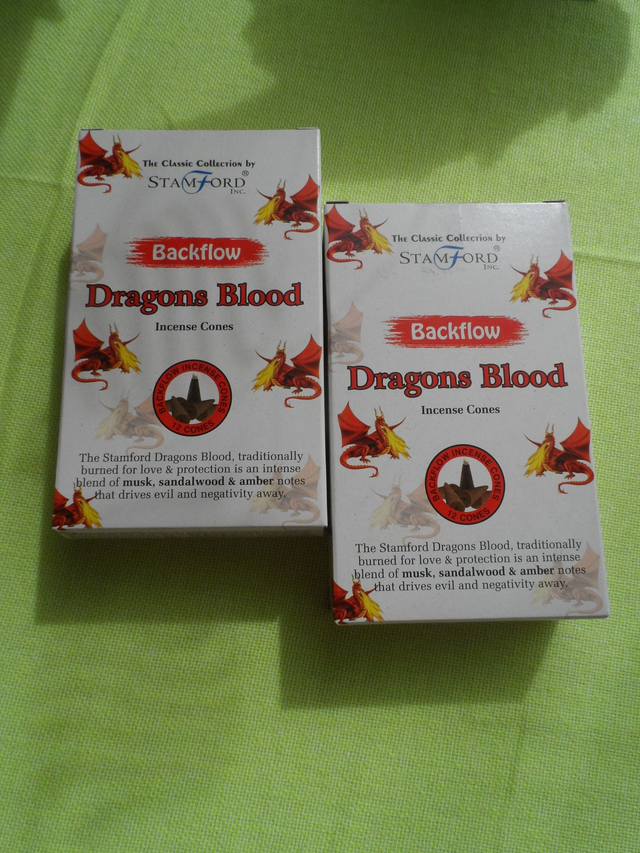 The Classic Collection by
STAMFORD®
INC.
Backflow
Dragons Blood
Incense Cones
BACKFLOW INCENSE CONES
12 CONES
The Stamford Dragons Blood, traditionally
burned for love & protection is an intense
blend of musk, sandalwood & amber notes
that drives evil and negativity away.
The Classic Collection by
STAMFORD®
INC.
Backflow
Dragons Blood
Incense Cones
BACKFLOW INCENSE CONES
12 CONES
The Stamford Dragons Blood, traditionally
burned for love & protection is an intense
blend of musk, sandalwood & amber notes
that drives evil and negativity away.